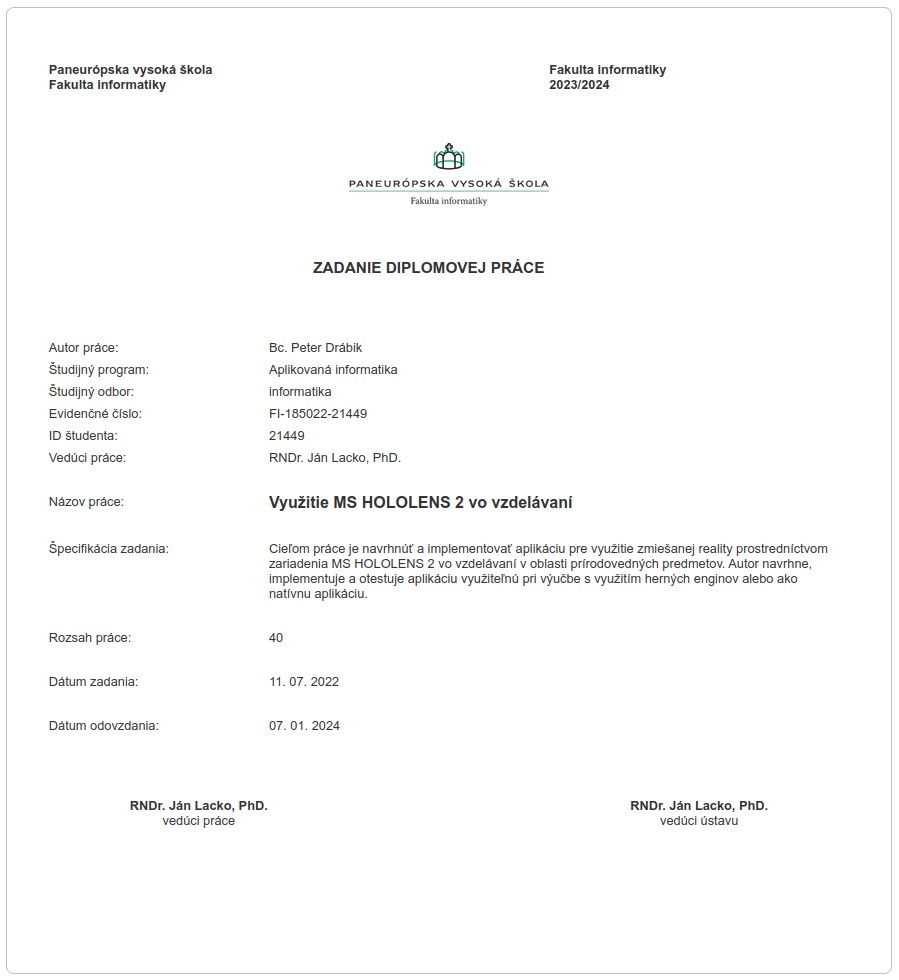 Paneurópska vysoká škola
Fakulta informatiky
Fakulta informatiky
2023/2024
PANEURÓPSKA VYSOKÁ ŠKOLA
Fakulta informatiky
ZADANIE DIPLOMOVEJ PRÁCE
Autor práce: Bc. Peter Drábik
Študijný program: Aplikovaná informatika
Študijný odbor: informatika
Evidenčné číslo: FI-185022-21449
ID študenta: 21449
Vedúci práce: RNDr. Ján Lacko, PhD.
Názov práce: Využitie MS HOLOLENS 2 vo vzdelávaní
Špecifikácia zadania: Cieľom práce je navrhnúť a implementovať aplikáciu pre využitie zmiešanej reality prostredníctvom
zariadenia MS HOLOLENS 2 vo vzdelávaní v oblasti prírodovedných predmetov. Autor navrhne,
implementuje a otestuje aplikáciu využiteľnú pri výučbe s využitím herných enginov alebo ako
natívnu aplikáciu.
Rozsah práce: 40
Dátum zadania: 11. 07. 2022
Dátum odovzdania: 07. 01. 2024
RNDr. Ján Lacko, PhD.
vedúci práce
RNDr. Ján Lacko, PhD.
vedúci ústavu